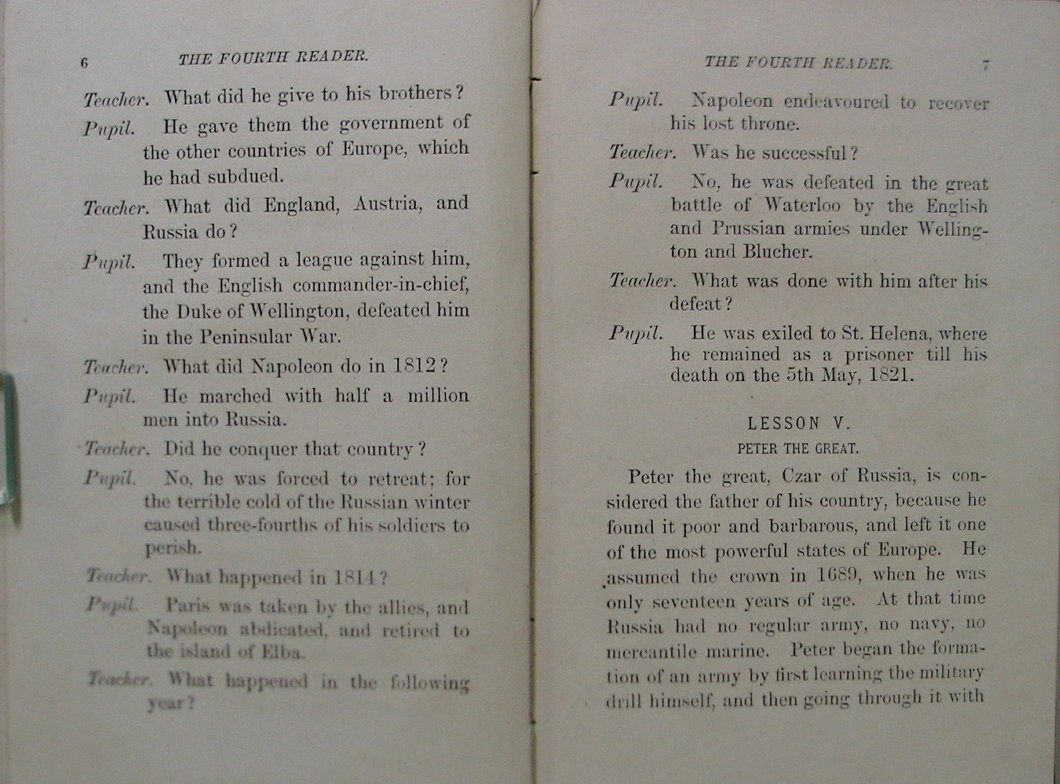 6
THE FOURTH READER.
Teacher. What did he give to his brothers?
Pupil. He gave them the government of
the other countries of Europe, which
he had subdued.
Teacher. What did England, Austria, and
Russia do?
Pupil. They formed a league against him,
and the English commander-in-chief,
the Duke of Wellington, defeated him
in the Peninsular War.
Teacher. What did Napoleon do in 1812?
Pupil. He marched with half a million
men into Russia.
Teacher. Did he conquer that country?
Pupil. No, he was forced to retreat; for
the terrible cold of the Russian winter
caused three-fourths of his soldiers to
perish.
Teacher. What happened in 1814?
Pupil. Paris was taken by the allies, and
Napoleon abdicated, and retired to
the island of Elba.
Teacher. What happened in the following
year?
THE FOURTH READER.
7
Pupil. Napoleon endeavoured to recover
his lost throne.
Teacher. Was he successful?
Pupil. No, he was defeated in the great
battle of Waterloo by the English
and Prussian armies under Welling-
ton and Blucher.
Teacher. What was done with him after his
defeat?
Pupil. He was exiled to St. Helena, where
he remained as a prisoner till his
death on the 5th May, 1821.
LESSON V.
PETER THE GREAT.
Peter the great, Czar of Russia, is con-
sidered the father of his country, because he
found it poor and barbarous, and left it one
of the most powerful states of Europe. He
assumed the crown in 1689, when he was
only seventeen years of age. At that time
Russia had no regular army, no navy, no
mercantile marine. Peter began the forma-
tion of an army by first learning the military
drill himself, and then going through it with